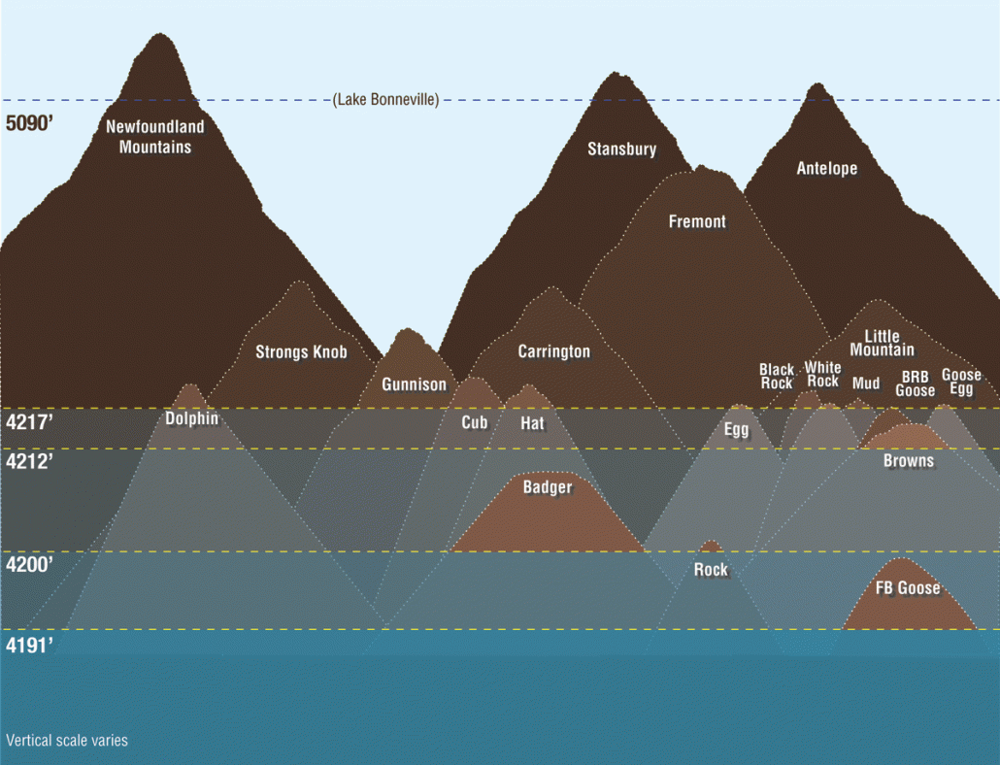 (Lake Bonneville)
5090’
Newfoundland
Mountains
Stansbury
Antelope
Fremont
Strongs Knob
Carrington
Little
Mountain
Gunnison
Black
Rock
White
Rock
Mud
BRB
Goose
Goose
Egg
4217’
Dolphin
Cub
Hat
Egg
4212’
Browns
Badger
4200’
Rock
FB Goose
4191’
Vertical scale varies